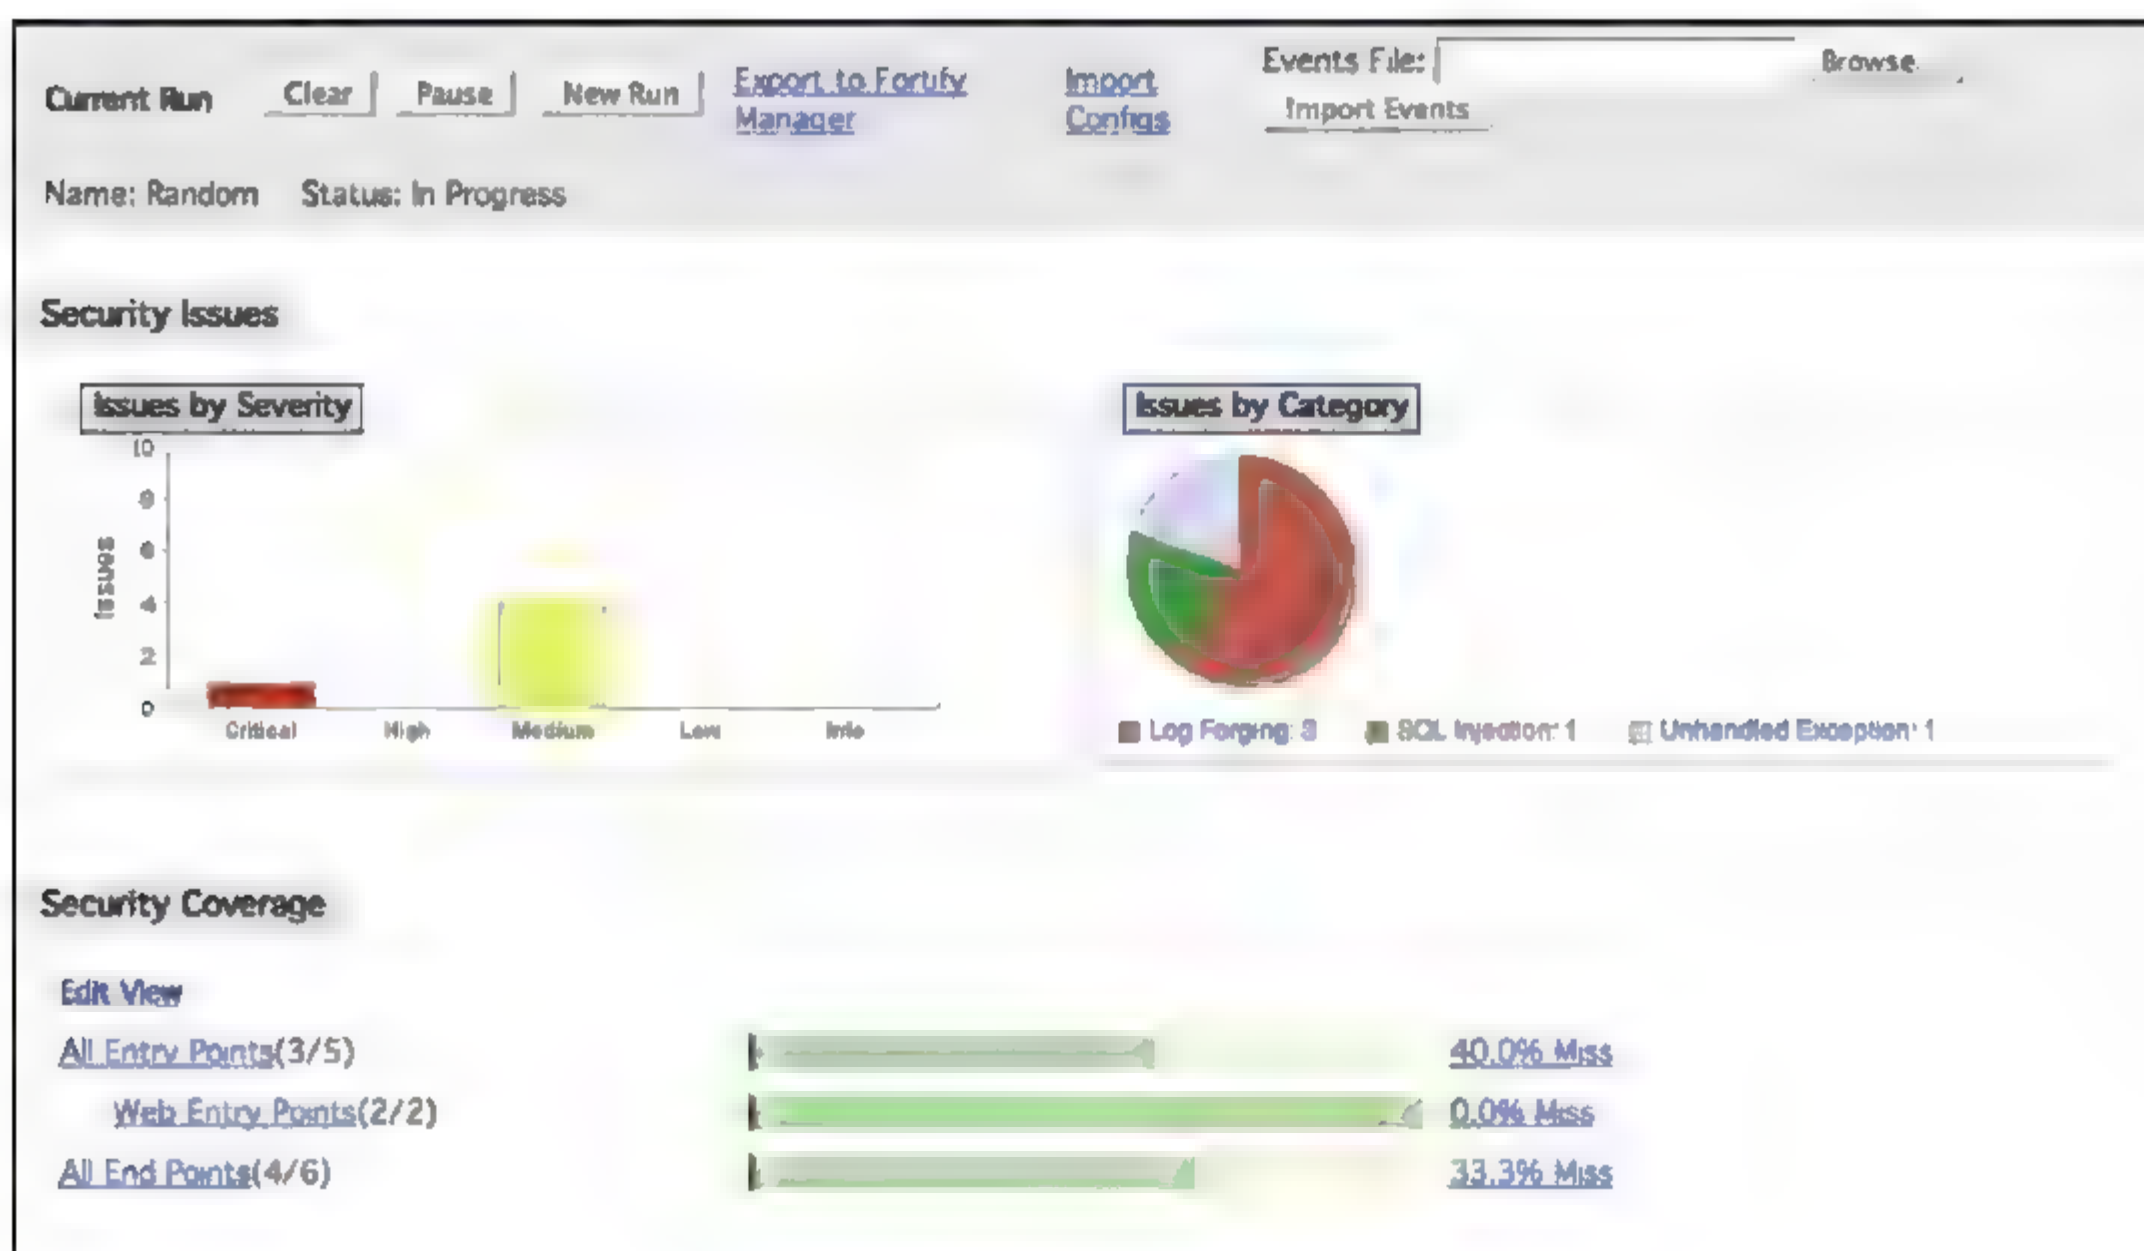 Current Run Clear Pause New Run Export to Fortify Manager Import Configs Events File: Browse
Import Events
Name: Random Status: In Progress
Security Issues
Issues by Severity
10
8
6
4
2
0
Issues
Critical High Medium Low Info
Issues by Category
Log Forging: 3 SQL Injection: 1 Unhandled Exception: 1
Security Coverage
Edit View
All Entry Points(3/5) 40.0% Miss
Web Entry Points(2/2) 0.0% Miss
All End Points(4/6) 33.3% Miss